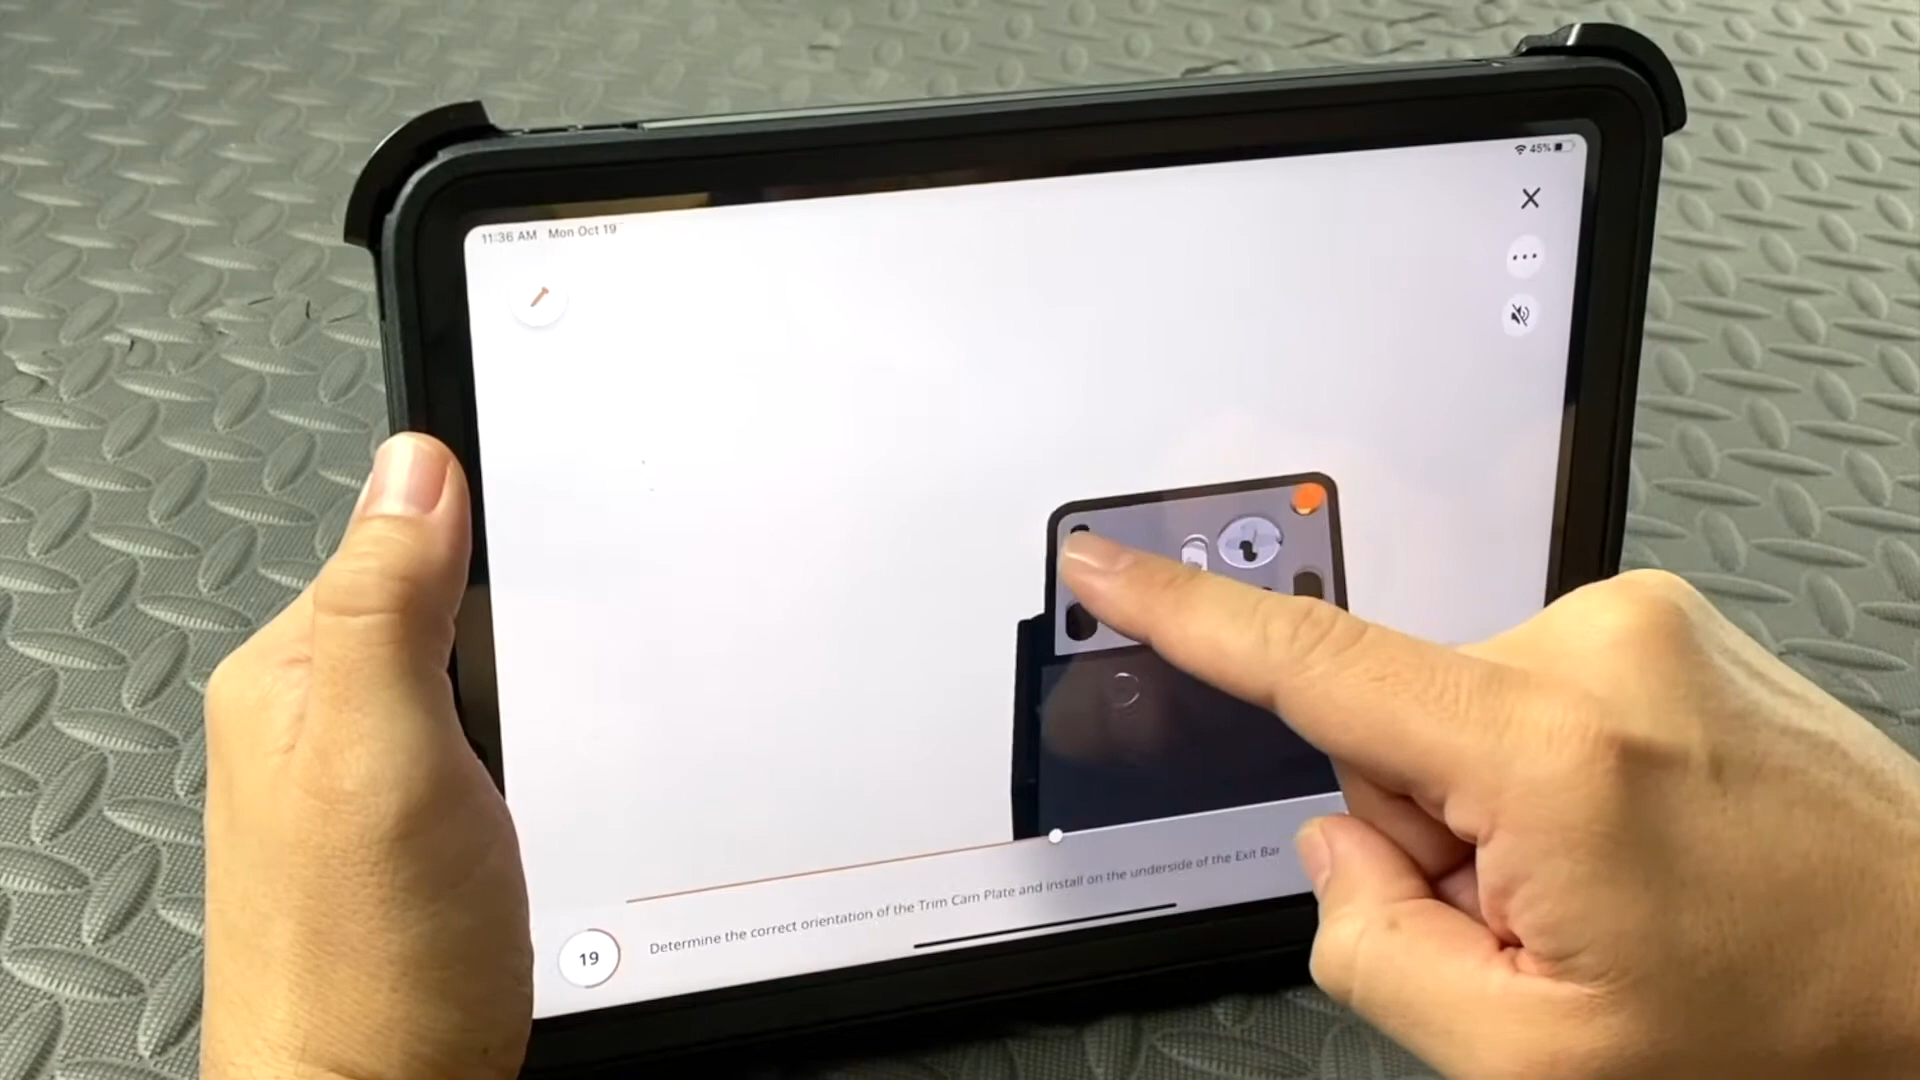 11:36 AM Mon Oct 19
45%
19
Determine the correct orientation of the Trim Cam Plate and install on the underside of the Exit Bar